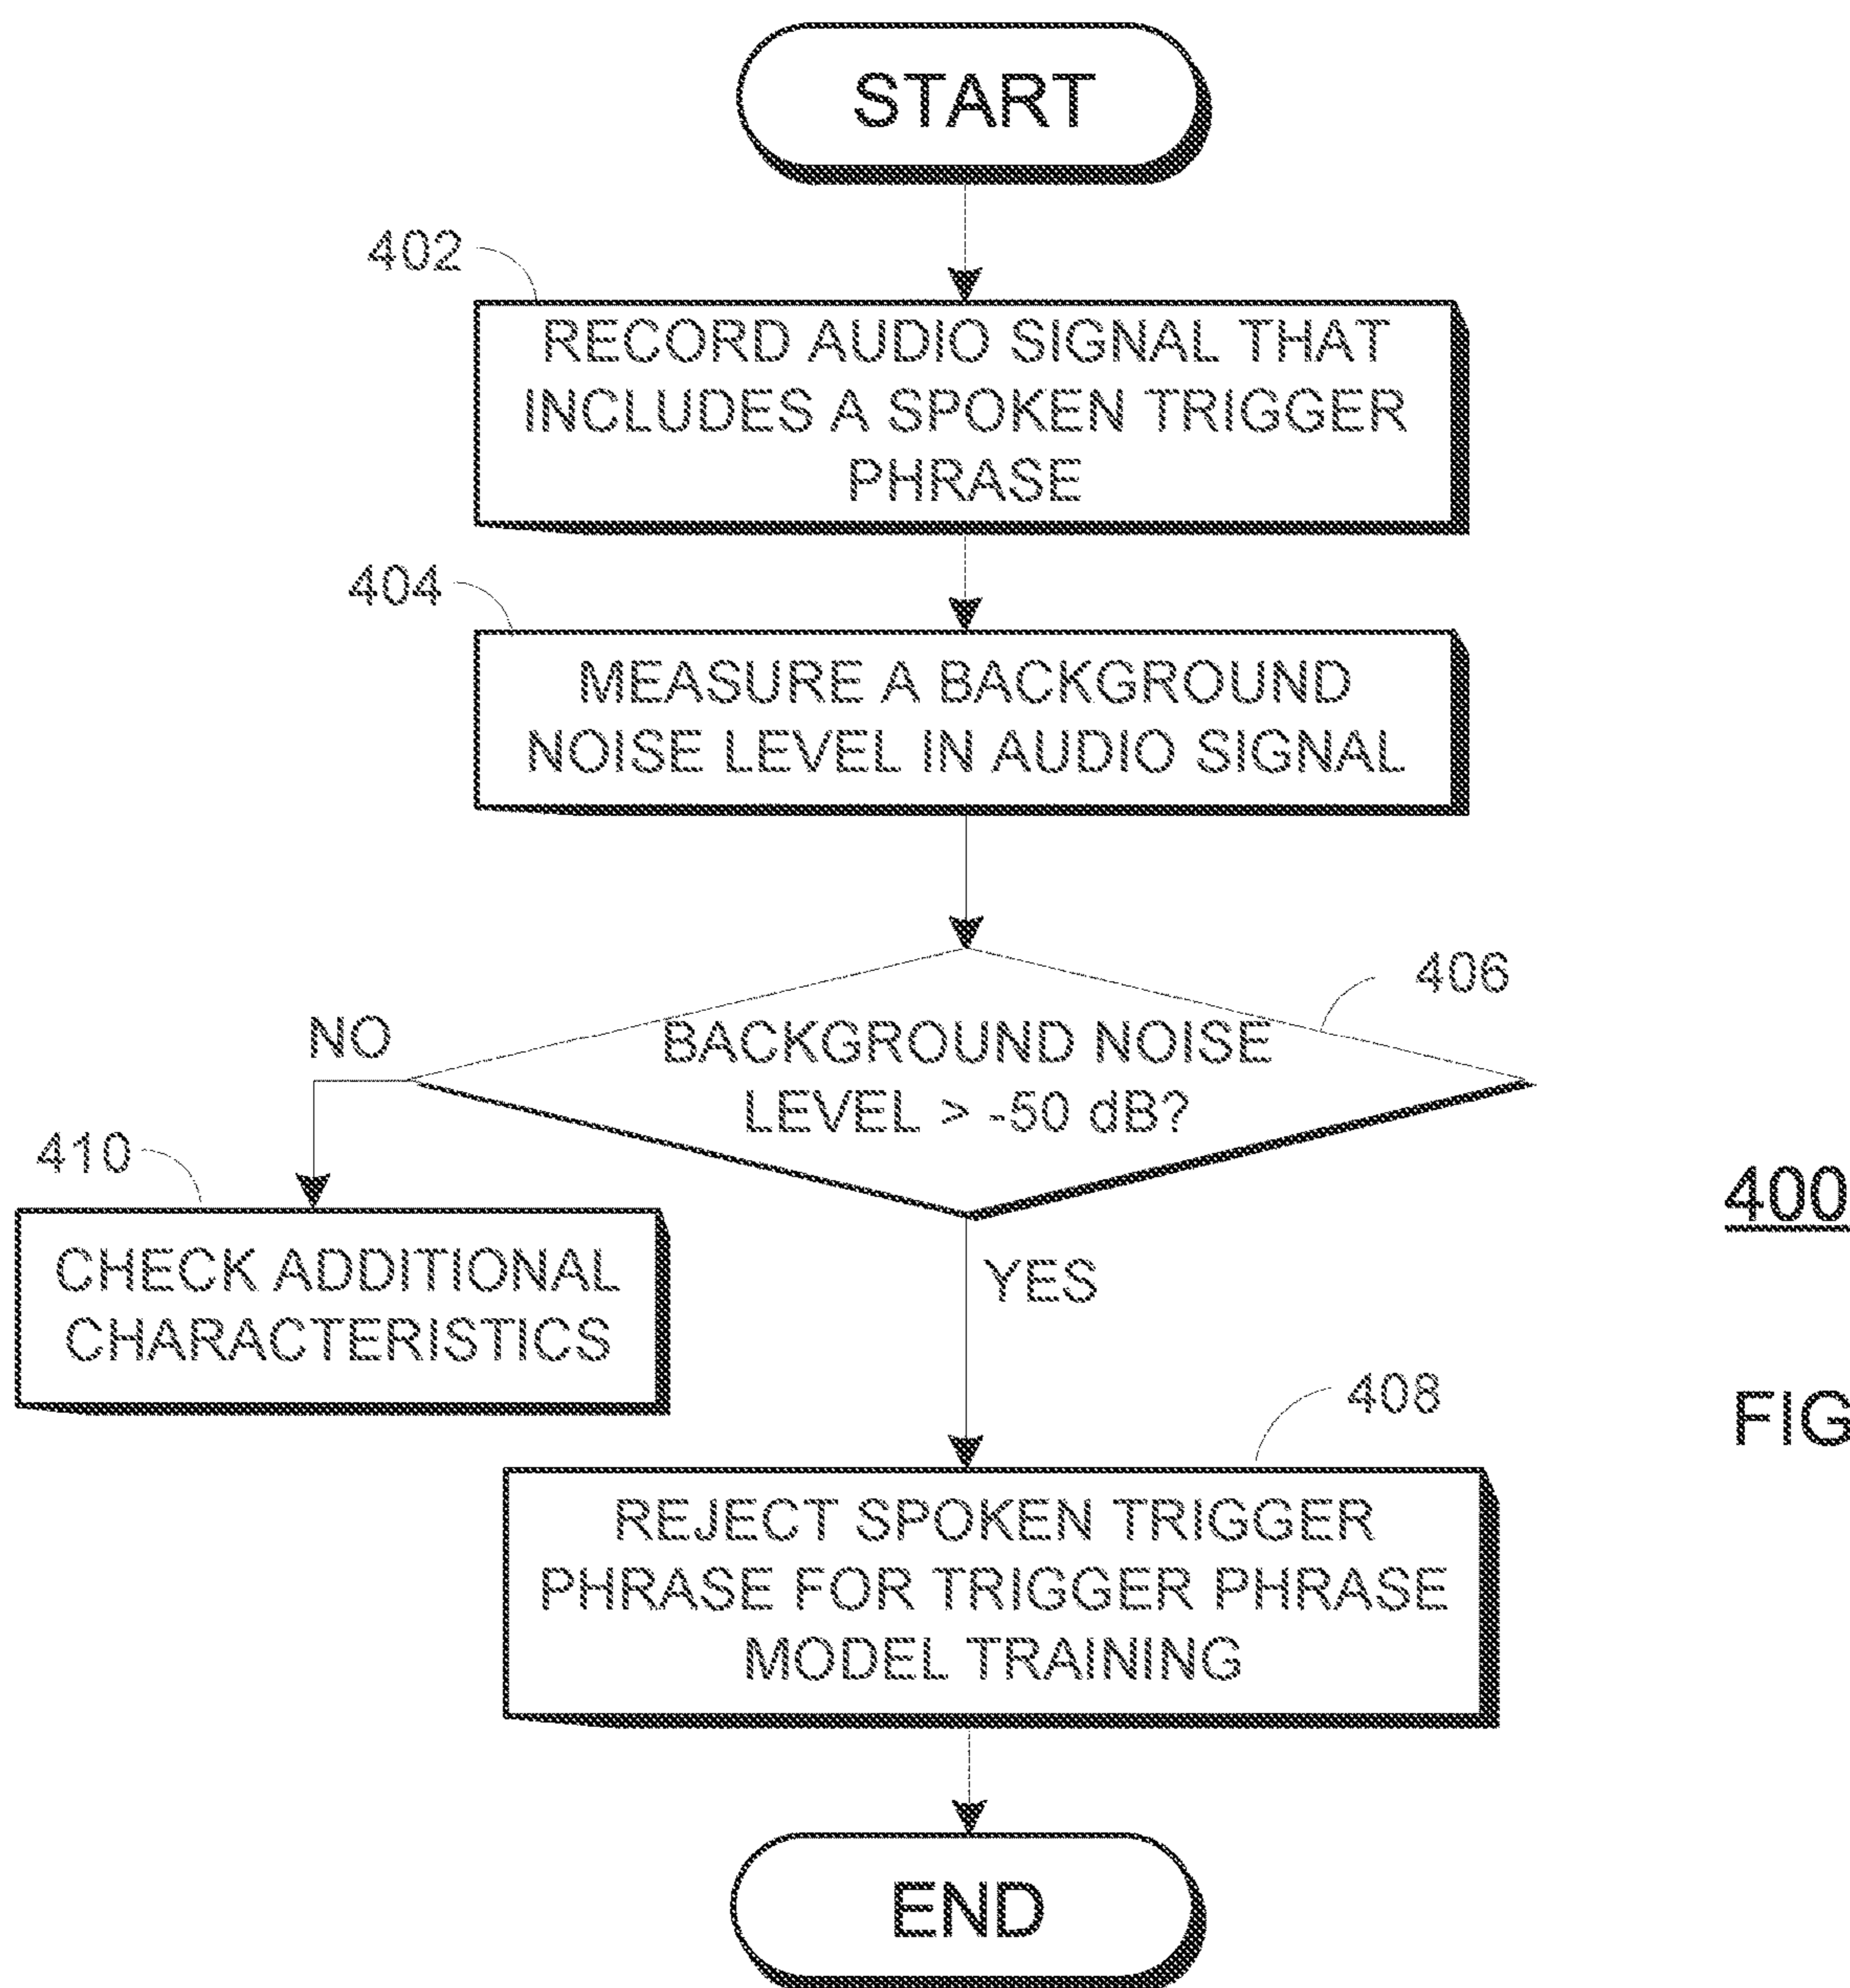 START
402
RECORD AUDIO SIGNAL THAT
INCLUDES A SPOKEN TRIGGER
PHRASE
404
MEASURE A BACKGROUND
NOISE LEVEL IN AUDIO SIGNAL
406
NO
BACKGROUND NOISE
LEVEL > -50 dB?
410
CHECK ADDITIONAL
CHARACTERISTICS
YES
400
408
REJECT SPOKEN TRIGGER
PHRASE FOR TRIGGER PHRASE
MODEL TRAINING
FIG
END